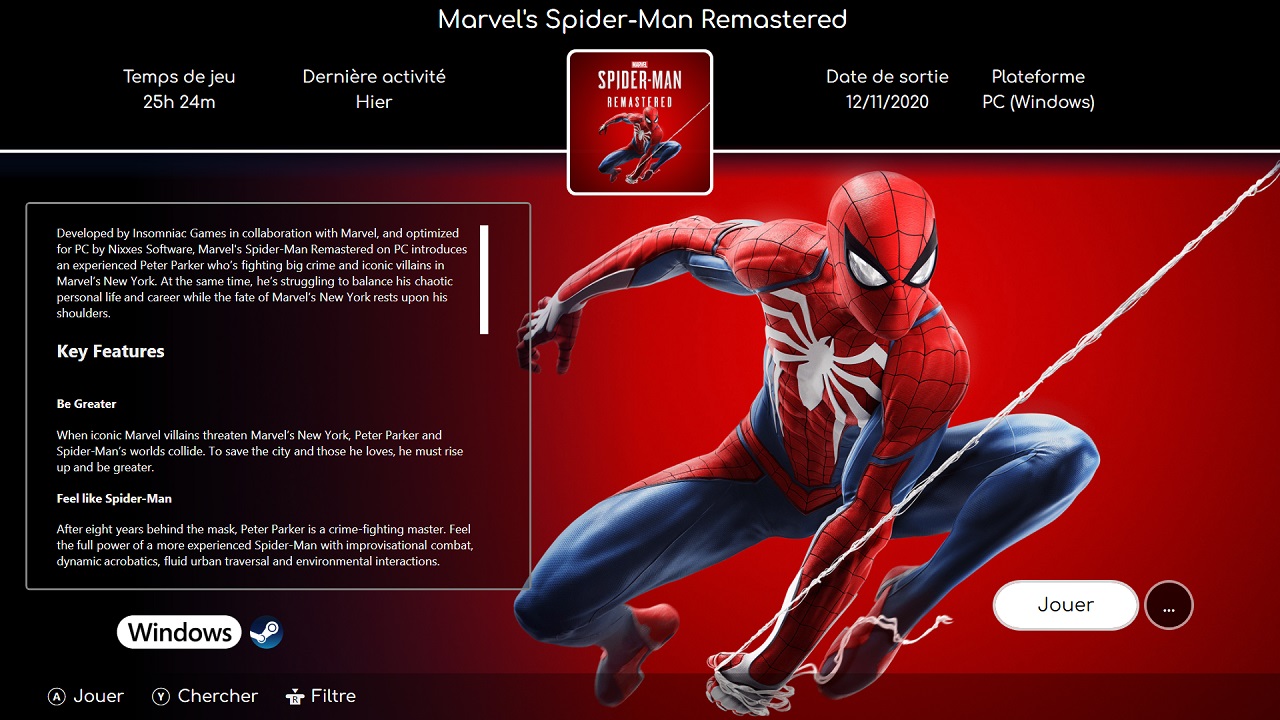 Marvel's Spider-Man Remastered
Temps de jeu
25h 24m
Dernière activité
Hier
MARVEL
SPIDER-MAN
REMASTERED
Date de sortie
12/11/2020
Plateforme
PC (Windows)
Developed by Insomniac Games in collaboration with Marvel, and optimized
for PC by Nixxes Software, Marvel's Spider-Man Remastered on PC introduces
an experienced Peter Parker who's fighting big crime and iconic villains in
Marvel's New York. At the same time, he's struggling to balance his chaotic
personal life and career while the fate of Marvel's New York rests upon his
shoulders.
Key Features
Be Greater
When iconic Marvel villains threaten Marvel's New York, Peter Parker and
Spider-Man's worlds collide. To save the city and those he loves, he must rise
up and be greater.
Feel like Spider-Man
After eight years behind the mask, Peter Parker is a crime-fighting master. Feel
the full power of a more experienced Spider-Man with improvisational combat,
dynamic acrobatics, fluid urban traversal and environmental interactions.
Jouer
...
Windows
A Jouer
Y Chercher
R Filtre